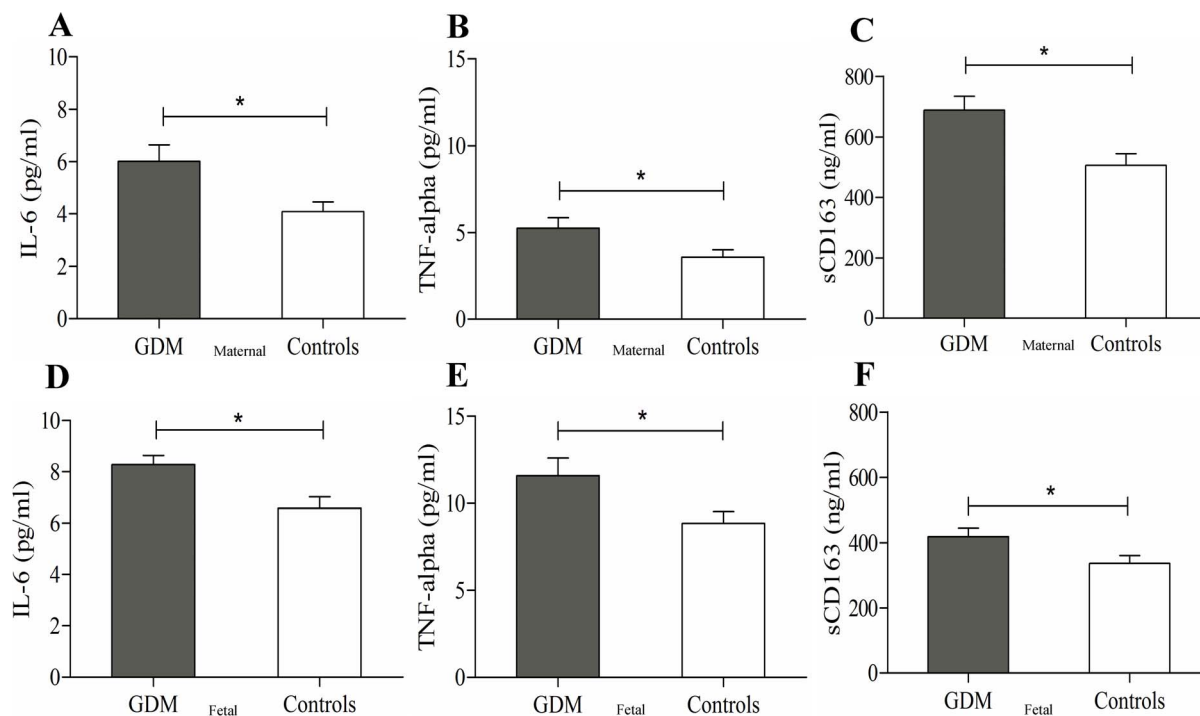 A
IL-6 (pg/ml)
10
8
6
4
2
0
*
GDM Maternal Controls
B
TNF-alpha (pg/ml)
15
10
5
0
*
GDM Maternal Controls
C
sCD163 (ng/ml)
800
600
400
200
0
*
GDM Maternal Controls
D
IL-6 (pg/ml)
10
8
6
4
2
0
*
GDM Fetal Controls
E
TNF-alpha (pg/ml)
15
10
5
0
*
GDM Fetal Controls
F
sCD163 (ng/ml)
800
600
400
200
0
*
GDM Fetal Controls